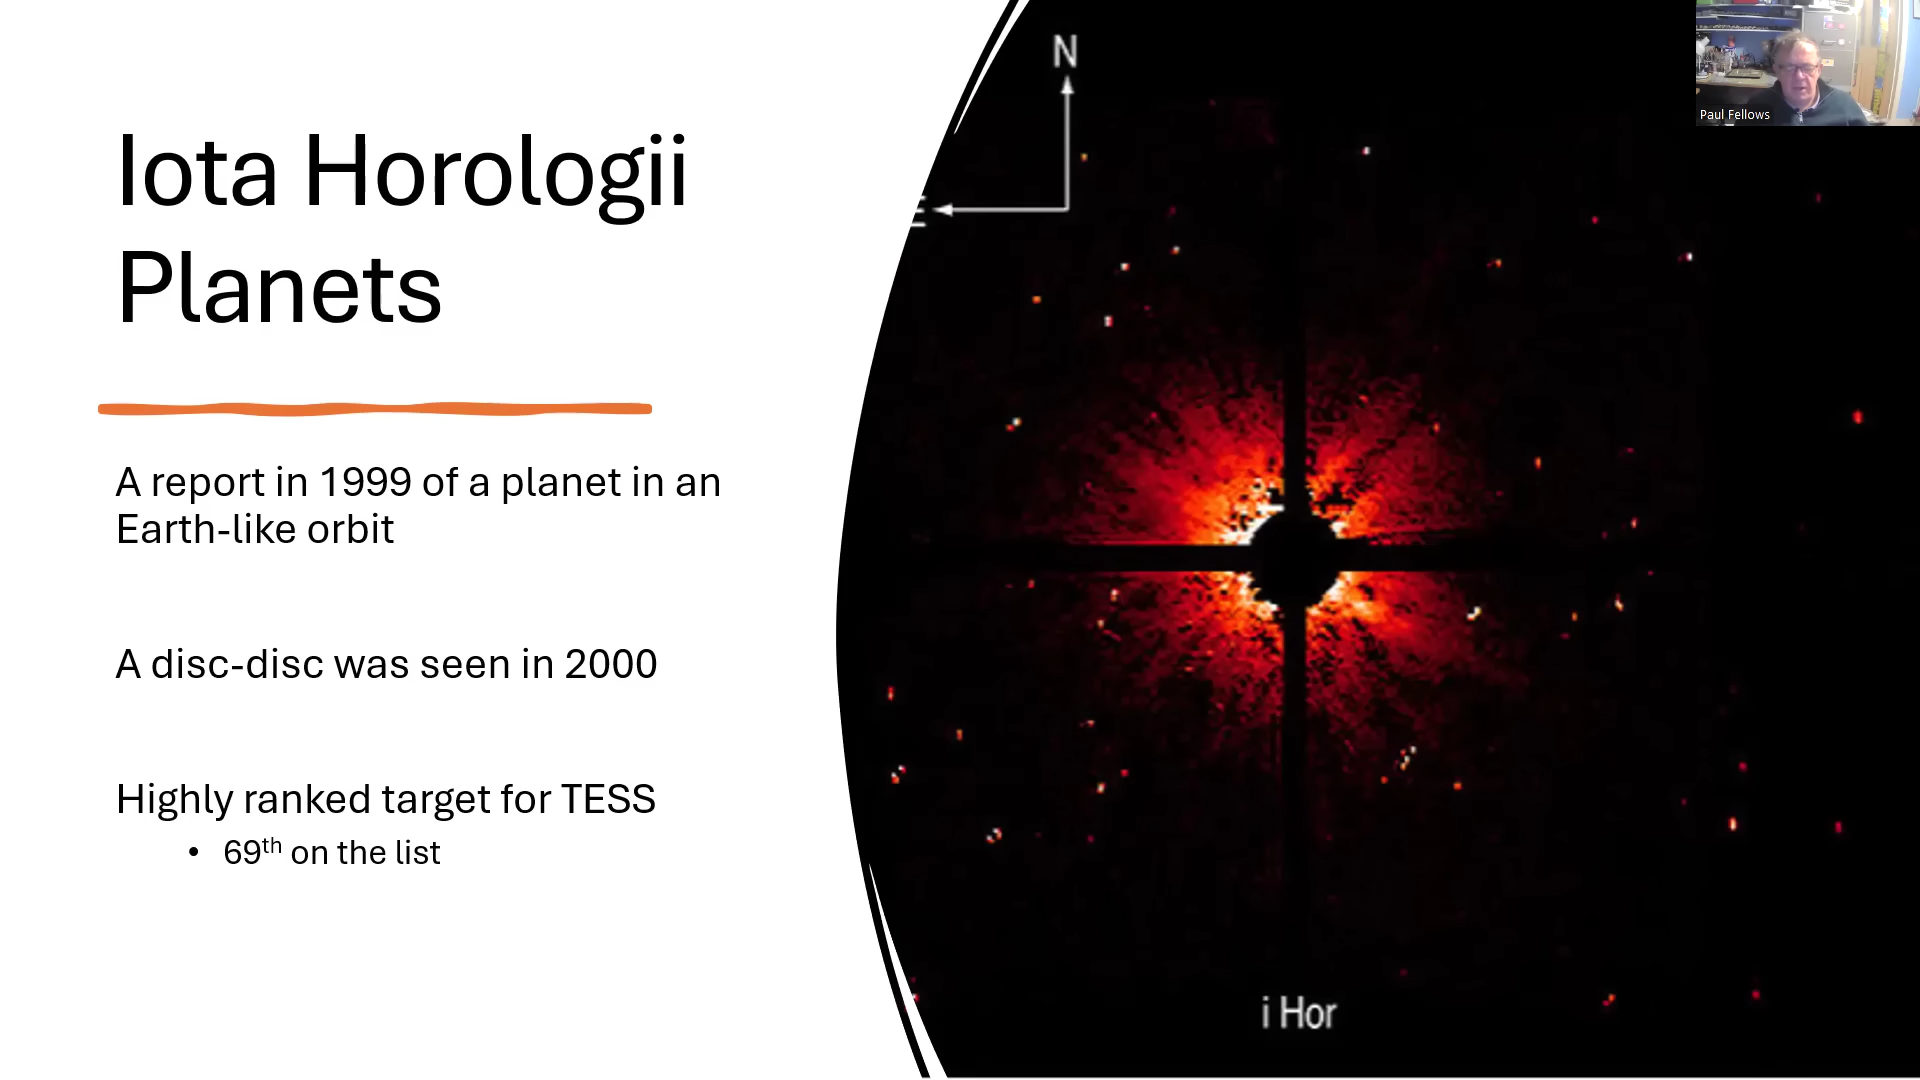 Iota Horologii
Planets
A report in 1999 of a planet in an
Earth-like orbit
A disc-disc was seen in 2000
Highly ranked target for TESS
• 69th on the list
N
E
i Hor
Paul Fellows